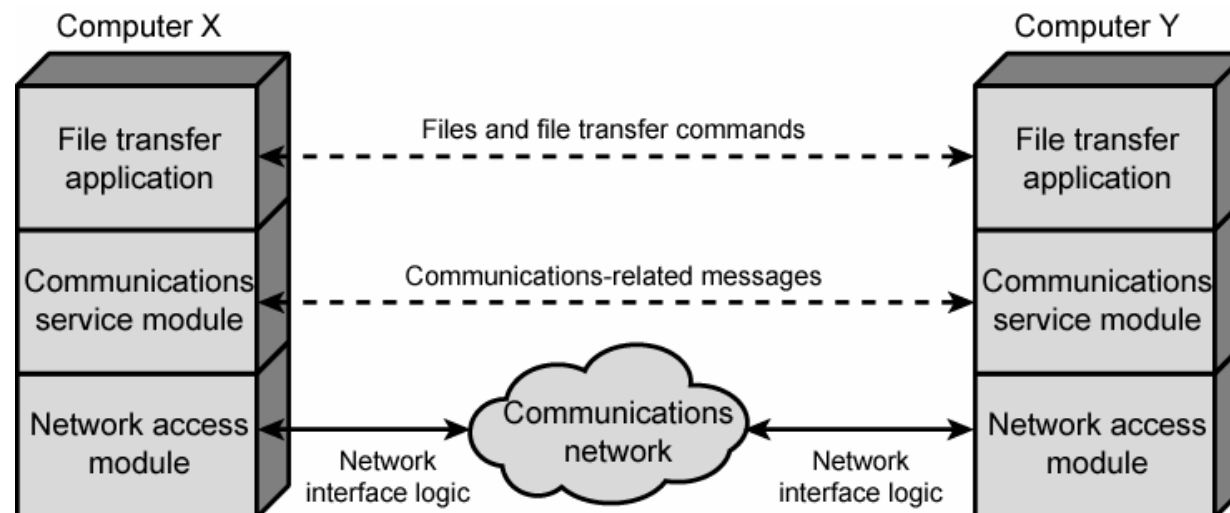 Computer X
Computer Y
File transfer
application
Files and file transfer commands
File transfer
application
Communications
service module
Communications-related messages
Communications
service module
Network access
module
Network
interface logic
Communications
network
Network
interface logic
Network access
module